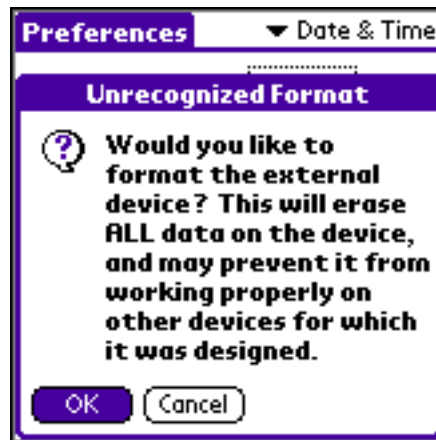 Preferences
Date & Time
Unrecognized Format
Would you like to
format the external
device? This will erase
ALL data on the device,
and may prevent it from
working properly on
other devices for which
it was designed.
OK
Cancel